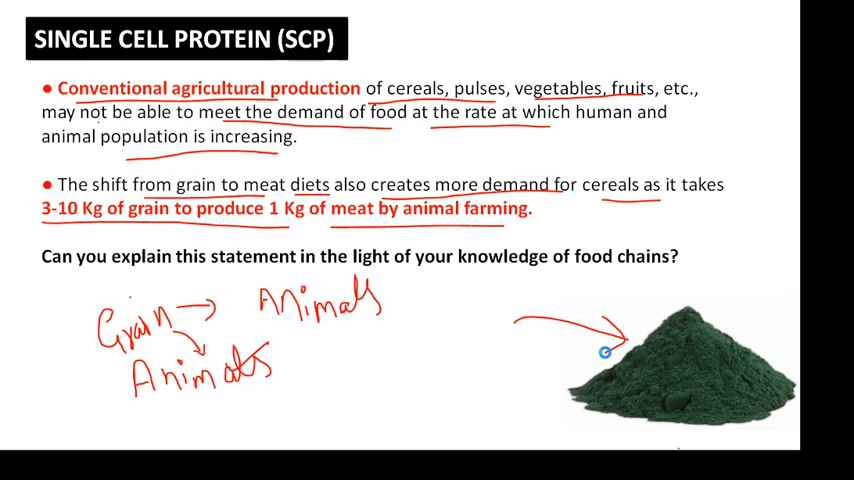 SINGLE CELL PROTEIN (SCP)
● Conventional agricultural production of cereals, pulses, vegetables, fruits, etc.,
may not be able to meet the demand of food at the rate at which human and
animal population is increasing.
● The shift from grain to meat diets also creates more demand for cereals as it takes
3-10 Kg of grain to produce 1 Kg of meat by animal farming.
Can you explain this statement in the light of your knowledge of food chains?
Grain → Animals
Animals